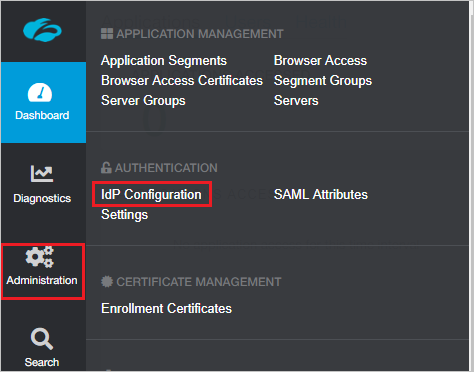 Dashboard
Diagnostics
Administration
Search
APPLICATION MANAGEMENT
Application Segments
Browser Access
Browser Access Certificates
Segment Groups
Server Groups
Servers
AUTHENTICATION
IdP Configuration
SAML Attributes
Settings
CERTIFICATE MANAGEMENT
Enrollment Certificates